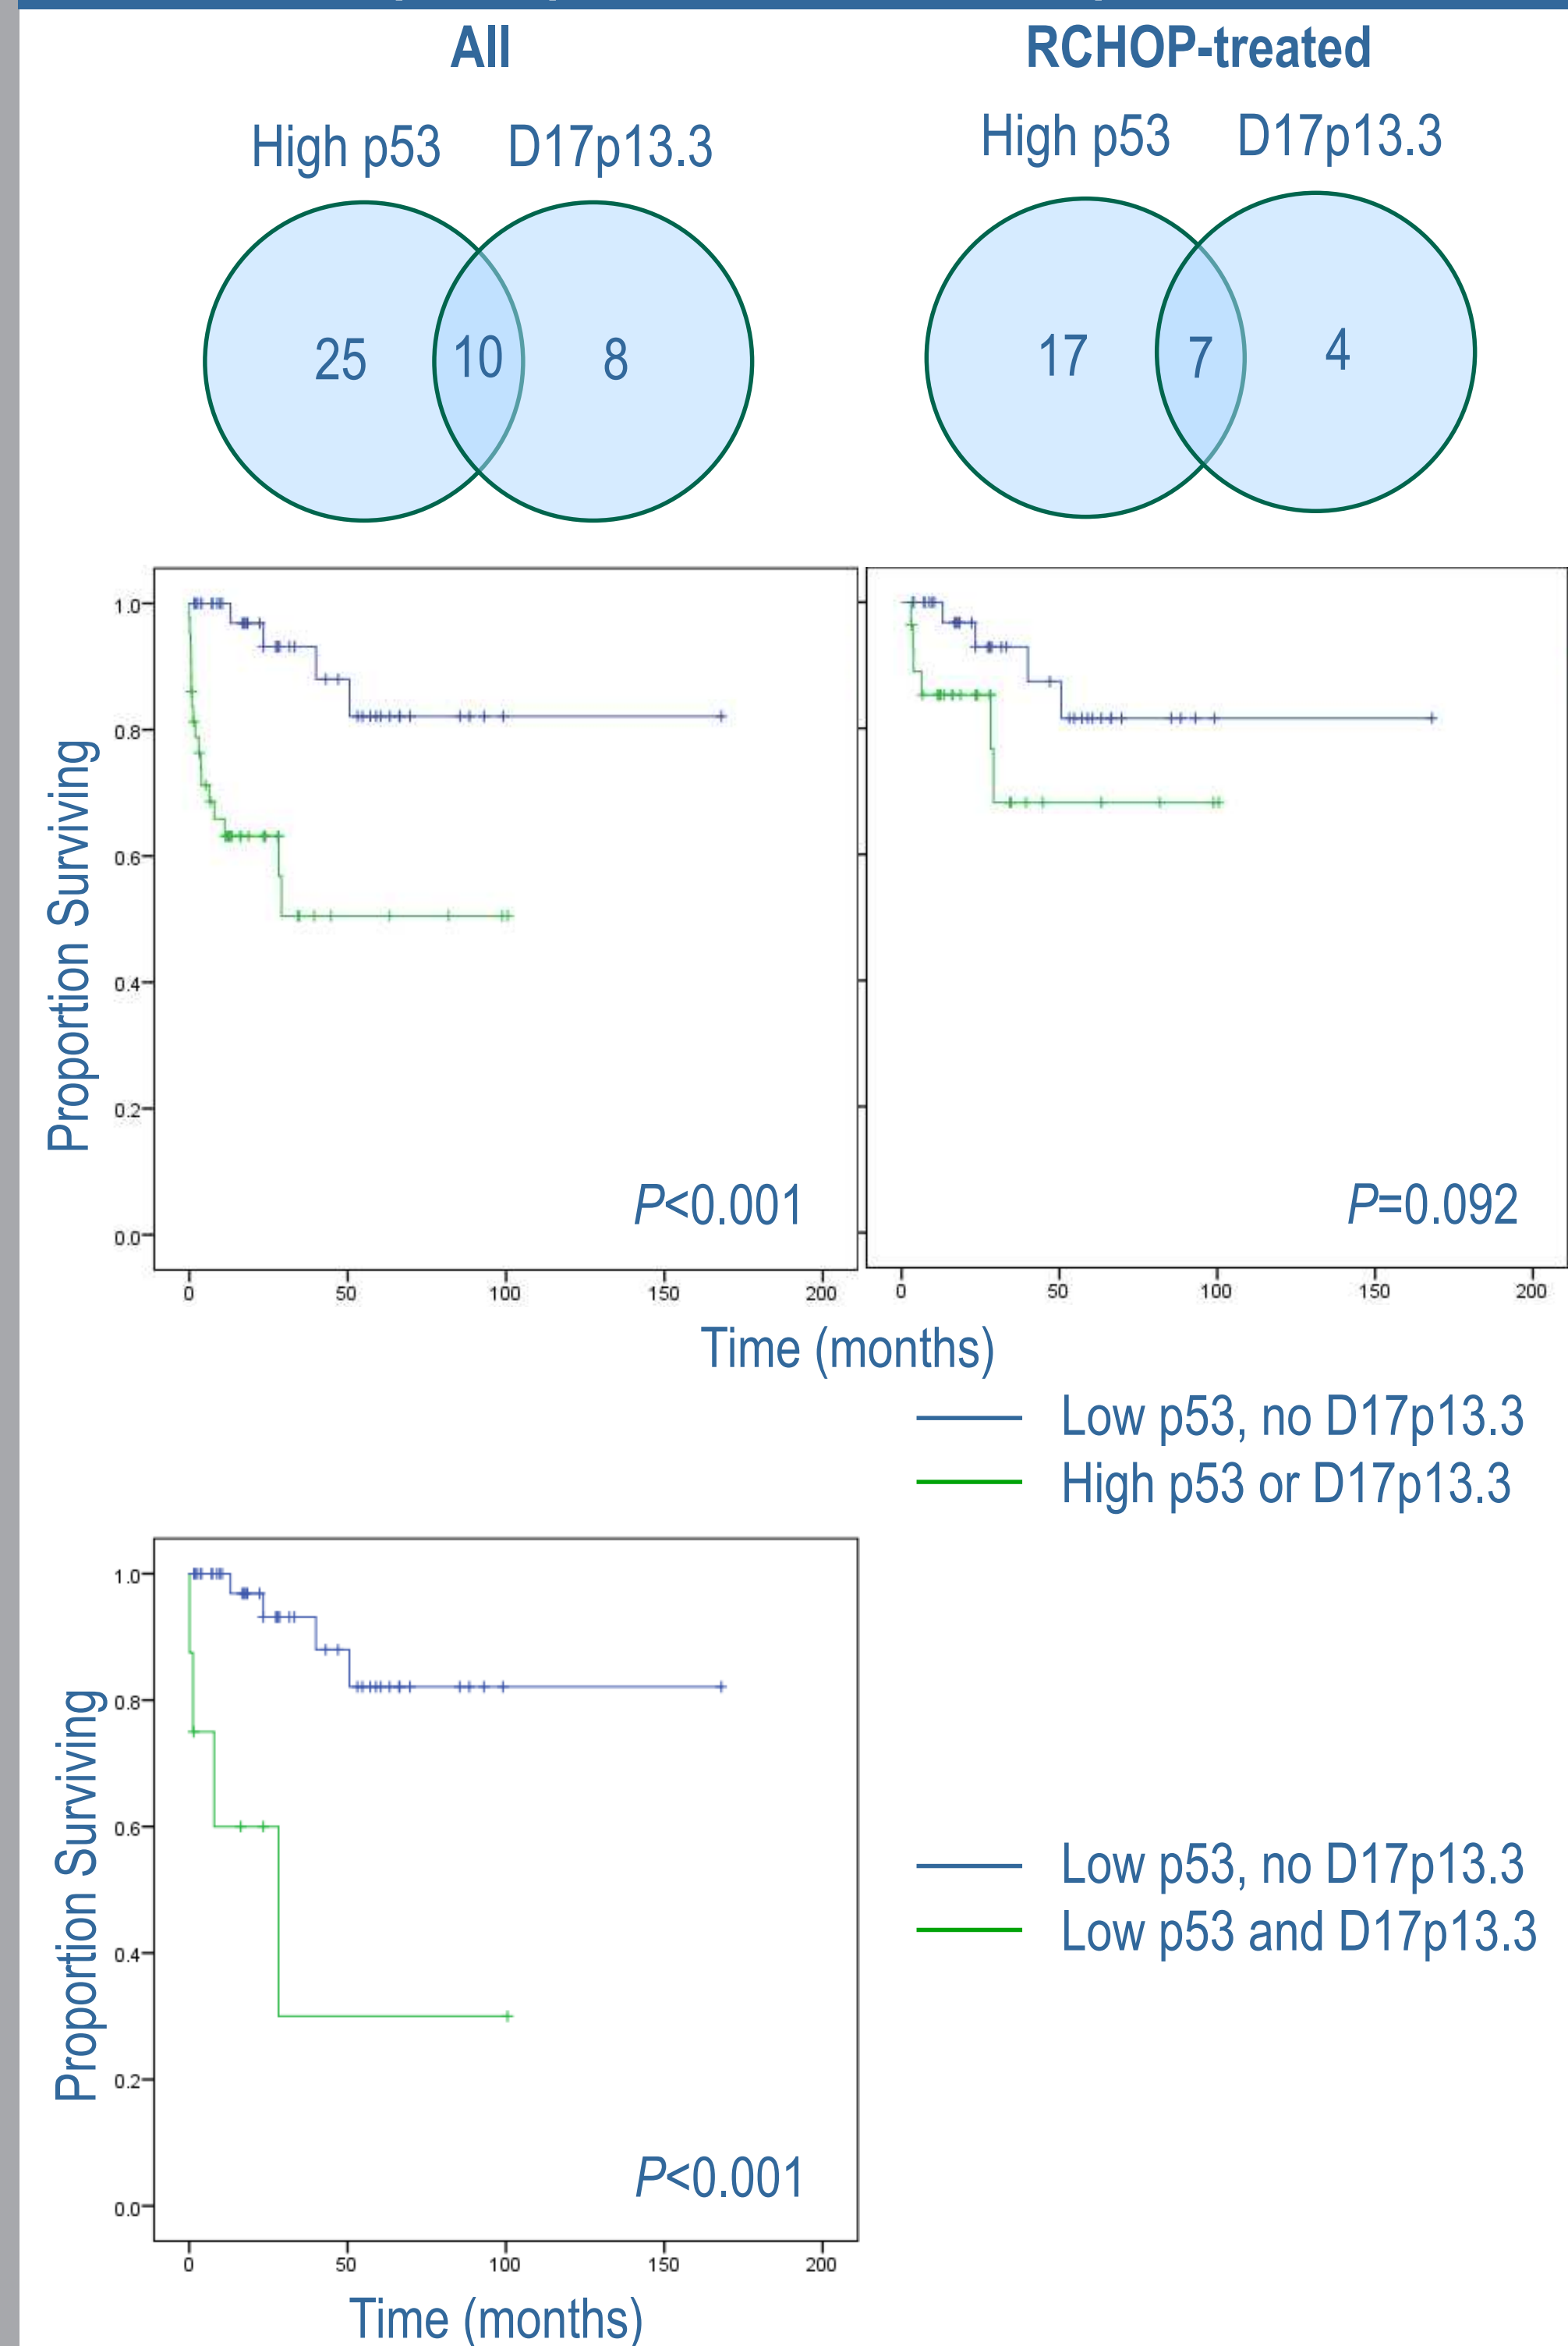 All
RCHOP-treated
High p53
D17p13.3
High p53
D17p13.3
25
10
8
17
7
4
Proportion Surviving
1.0
0.8
0.6
0.4
0.2
0.0
P<0.001
P=0.092
0
50
100
150
200
0
50
100
150
200
Time (months)
Low p53, no D17p13.3
High p53 or D17p13.3
Proportion Surviving
1.0
0.8
0.6
0.4
0.2
0.0
P<0.001
Low p53, no D17p13.3
Low p53 and D17p13.3
0
50
100
150
200
Time (months)